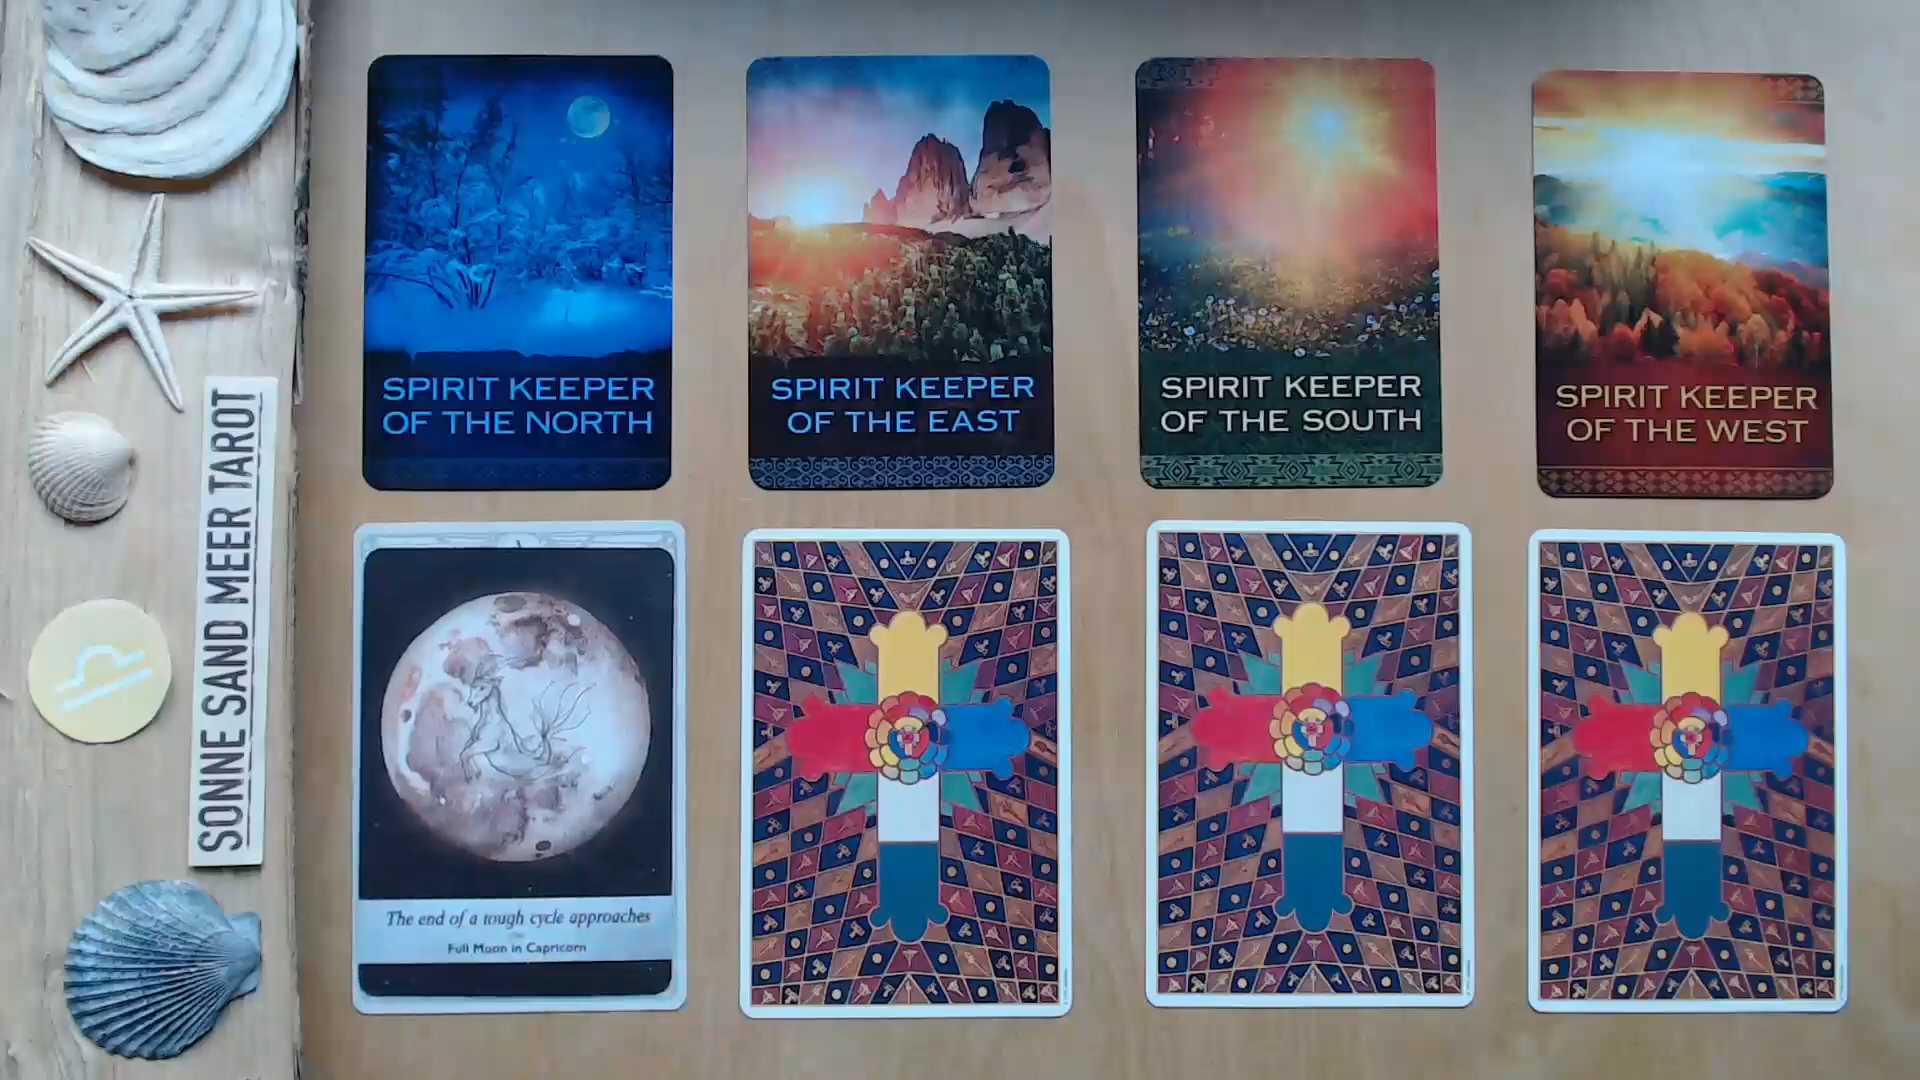 SPIRIT KEEPER
OF THE NORTH
SPIRIT KEEPER
OF THE EAST
SPIRIT KEEPER
OF THE SOUTH
SPIRIT KEEPER
OF THE WEST
SONNE SAND MEER TAROT
The end of a tough cycle approaches
Full Moon in Capricorn